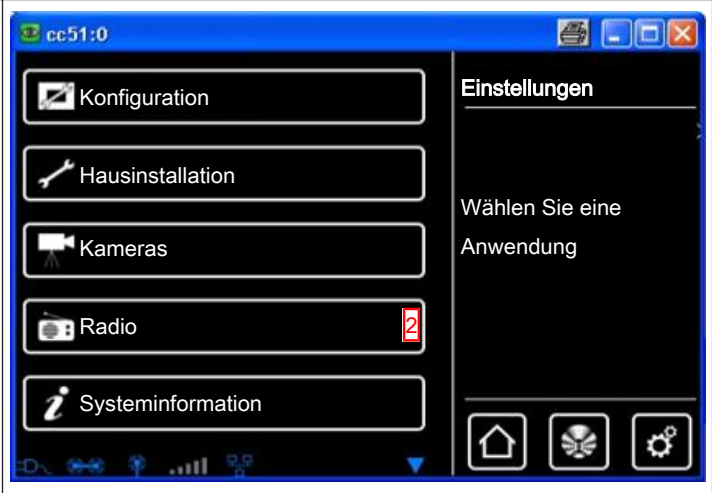 cc51:0
Konfiguration
Hausinstallation
Kameras
Radio 2
Systeminformation
Einstellungen
Wählen Sie eine
Anwendung